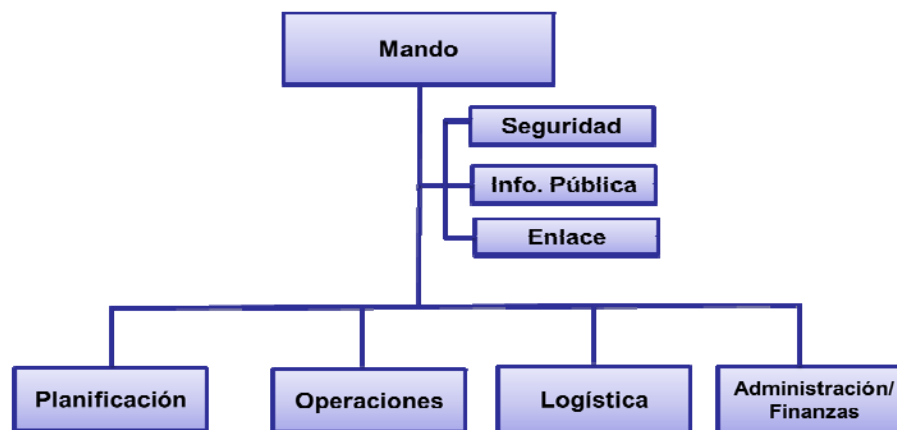 Mando
Seguridad
Info. Pública
Enlace
Planificación
Operaciones
Logística
Administración/
Finanzas